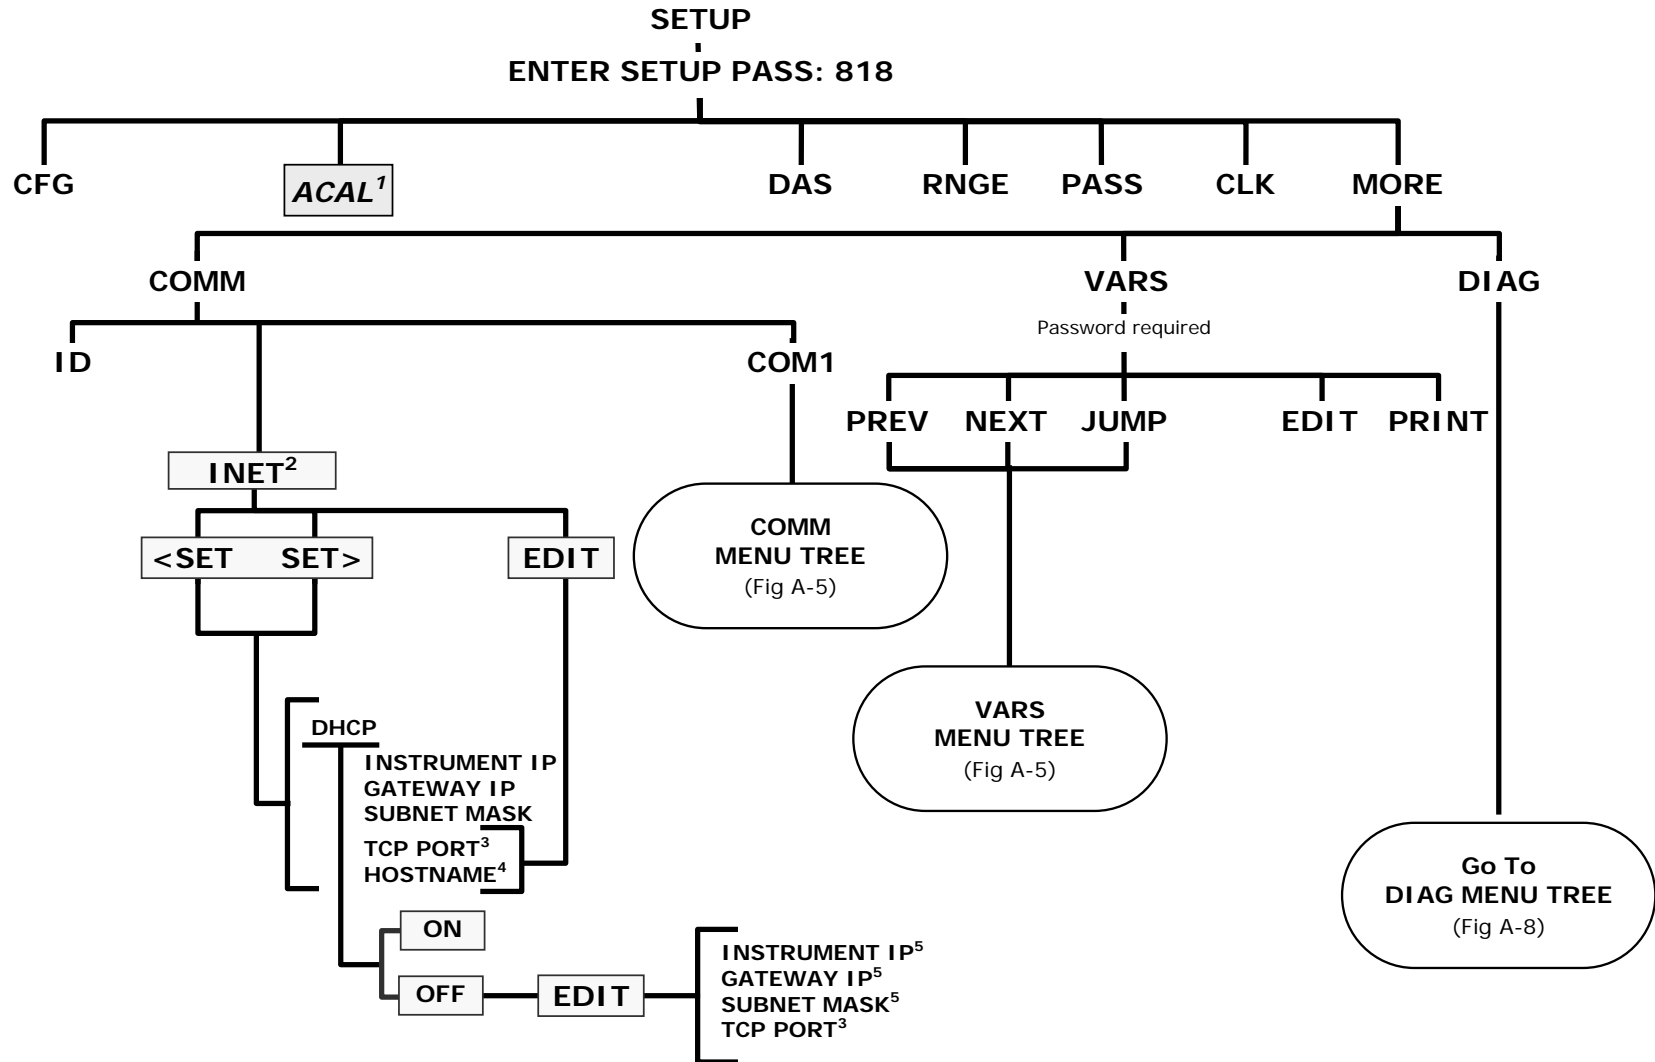 SETUP
ENTER SETUP PASS: 818
CFG
ACAL¹
DAS
RNGE
PASS
CLK
MORE
COMM
VARS
DIAG
Password required
ID
COM1
PREV
NEXT
JUMP
EDIT
PRINT
INET²
<SET
SET>
EDIT
COMM
MENU TREE
(Fig A-5)
VARS
MENU TREE
(Fig A-5)
DHCP
INSTRUMENT IP
GATEWAY IP
SUBNET MASK
TCP PORT³
HOSTNAME⁴
Go To
DIAG MENU TREE
(Fig A-8)
ON
OFF
EDIT
INSTRUMENT IP⁵
GATEWAY IP⁵
SUBNET MASK⁵
TCP PORT³